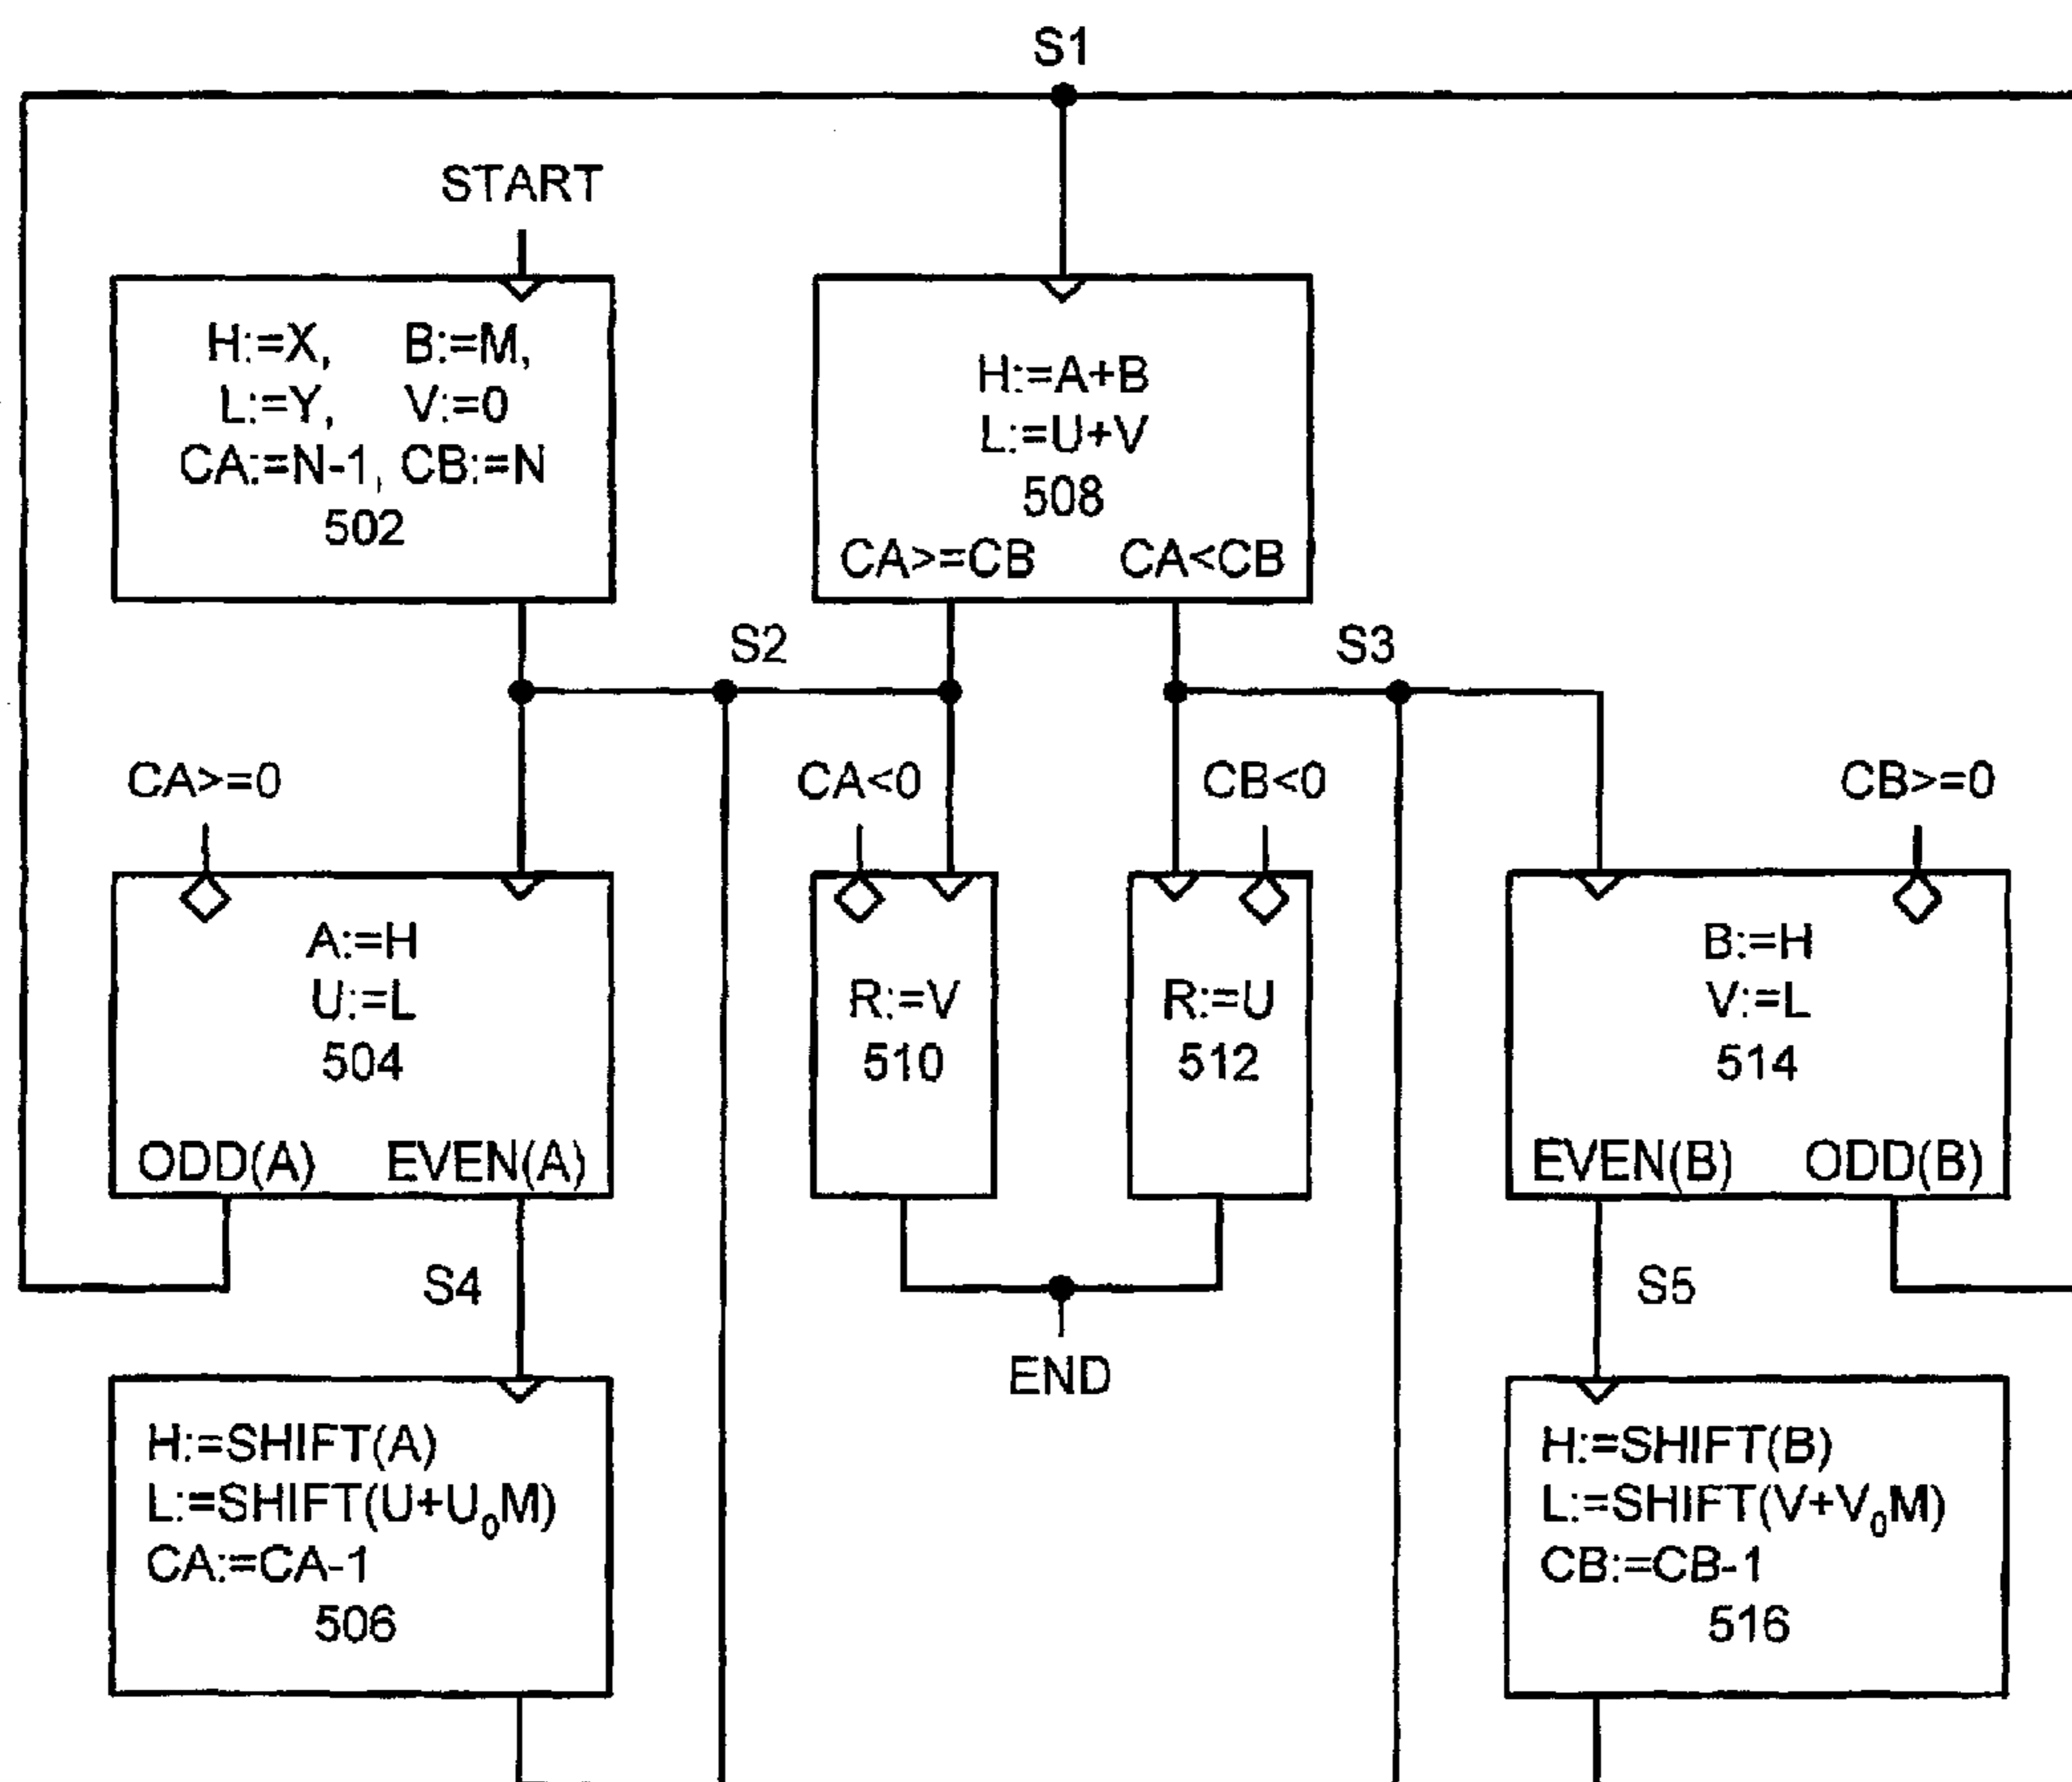 S1
START
H:=X, B:=M,
L:=Y, V:=0
CA:=N-1, CB:=N
502
H:=A+B
L:=U+V
508
CA>=CB CA<CB
S2
S3
CA>=0
CA<0
CB<0
CB>=0
A:=H
U:=L
504
ODD(A) EVEN(A)
R:=V
510
R:=U
512
B:=H
V:=L
514
EVEN(B) ODD(B)
S4
END
S5
H:=SHIFT(A)
L:=SHIFT(U+U₀M)
CA:=CA-1
506
H:=SHIFT(B)
L:=SHIFT(V+V₀M)
CB:=CB-1
516